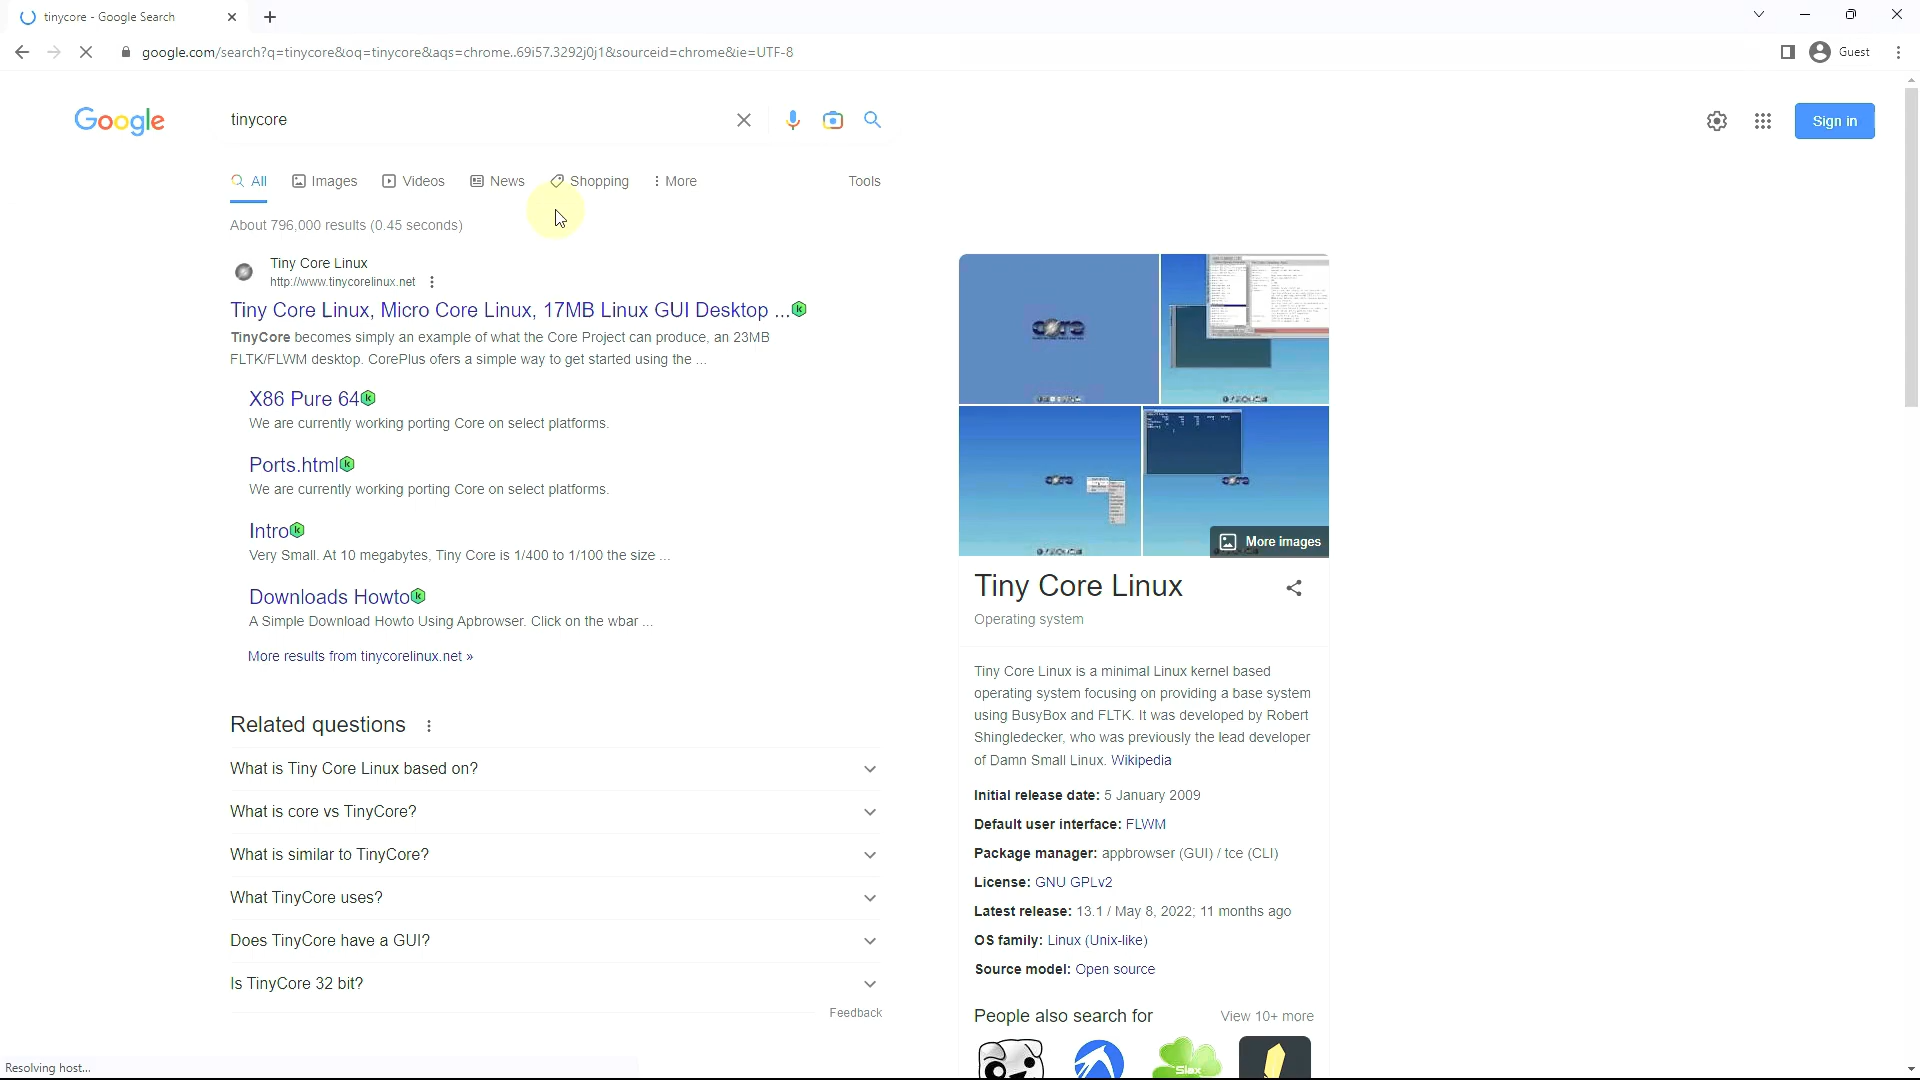 tinycore - Google Search
google.com/search?q=tinycore&oq=tinycore&aqs=chrome..69i57.3292j0j1&sourceid=chrome&ie=UTF-8
Guest
Google
tinycore
Sign in
All
Images
Videos
News
Shopping
More
Tools
About 796,000 results (0.45 seconds)
Tiny Core Linux
http://www.tinycorelinux.net
Tiny Core Linux, Micro Core Linux, 17MB Linux GUI Desktop ...
TinyCore becomes simply an example of what the Core Project can produce, an 23MB
FLTK/FLWM desktop. CorePlus ofers a simple way to get started using the ...
X86 Pure 64
We are currently working porting Core on select platforms.
Ports.html
We are currently working porting Core on select platforms.
Intro
Very Small. At 10 megabytes, Tiny Core is 1/400 to 1/100 the size ...
Downloads Howto
A Simple Download Howto Using Apbrowser. Click on the wbar ...
More results from tinycorelinux.net »
Related questions
What is Tiny Core Linux based on?
What is core vs TinyCore?
What is similar to TinyCore?
What TinyCore uses?
Does TinyCore have a GUI?
Is TinyCore 32 bit?
Feedback
core
core
core
More images
Tiny Core Linux
Operating system
Tiny Core Linux is a minimal Linux kernel based
operating system focusing on providing a base system
using BusyBox and FLTK. It was developed by Robert
Shingledecker, who was previously the lead developer
of Damn Small Linux. Wikipedia
Initial release date: 5 January 2009
Default user interface: FLWM
Package manager: appbrowser (GUI) / tce (CLI)
License: GNU GPLv2
Latest release: 13.1 / May 8, 2022; 11 months ago
OS family: Linux (Unix-like)
Source model: Open source
People also search for
View 10+ more
Slax
Resolving host...